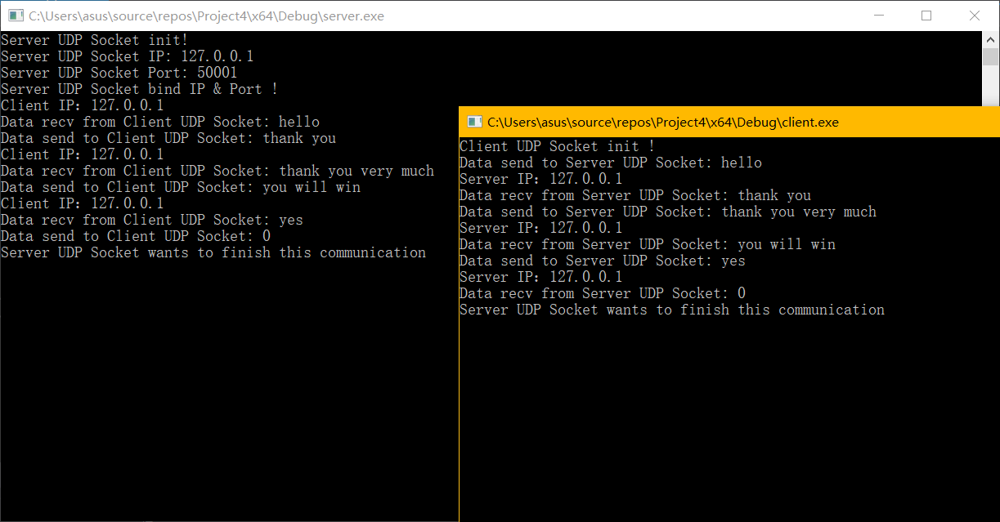 C:\Users\asus\source\repos\Project4\x64\Debug\server.exe
Server UDP Socket init!
Server UDP Socket IP: 127.0.0.1
Server UDP Socket Port: 50001
Server UDP Socket bind IP & Port !
Client IP: 127.0.0.1
Data recv from Client UDP Socket: hello
Data send to Client UDP Socket: thank you
Client IP: 127.0.0.1
Data recv from Client UDP Socket: thank you very much
Data send to Client UDP Socket: you will win
Client IP: 127.0.0.1
Data recv from Client UDP Socket: yes
Data send to Client UDP Socket: 0
Server UDP Socket wants to finish this communication
C:\Users\asus\source\repos\Project4\x64\Debug\client.exe
Client UDP Socket init !
Data send to Server UDP Socket: hello
Server IP: 127.0.0.1
Data recv from Server UDP Socket: thank you
Data send to Server UDP Socket: thank you very much
Server IP: 127.0.0.1
Data recv from Server UDP Socket: you will win
Data send to Server UDP Socket: yes
Server IP: 127.0.0.1
Data recv from Server UDP Socket: 0
Server UDP Socket wants to finish this communication